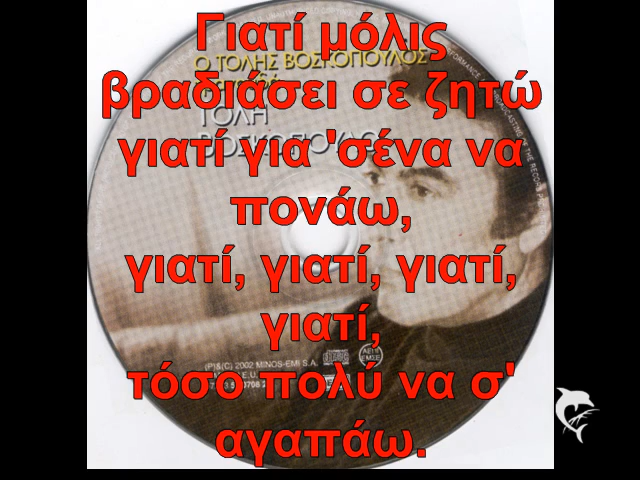 Γιατί μόλις
Ο ΤΟΛΗΣ ΒΟΣΚΟΠΟΥΛΟΣ
βραδιάσει σε ζητώ
ΤΟΛΗ
γιατί για 'σένα να
πονάω,
γιατί, γιατί, γιατί,
γιατί,
(P)&(C) 2002 MINOS-EMI S.A.
τόσο πολύ να σ'
αγαπάω.